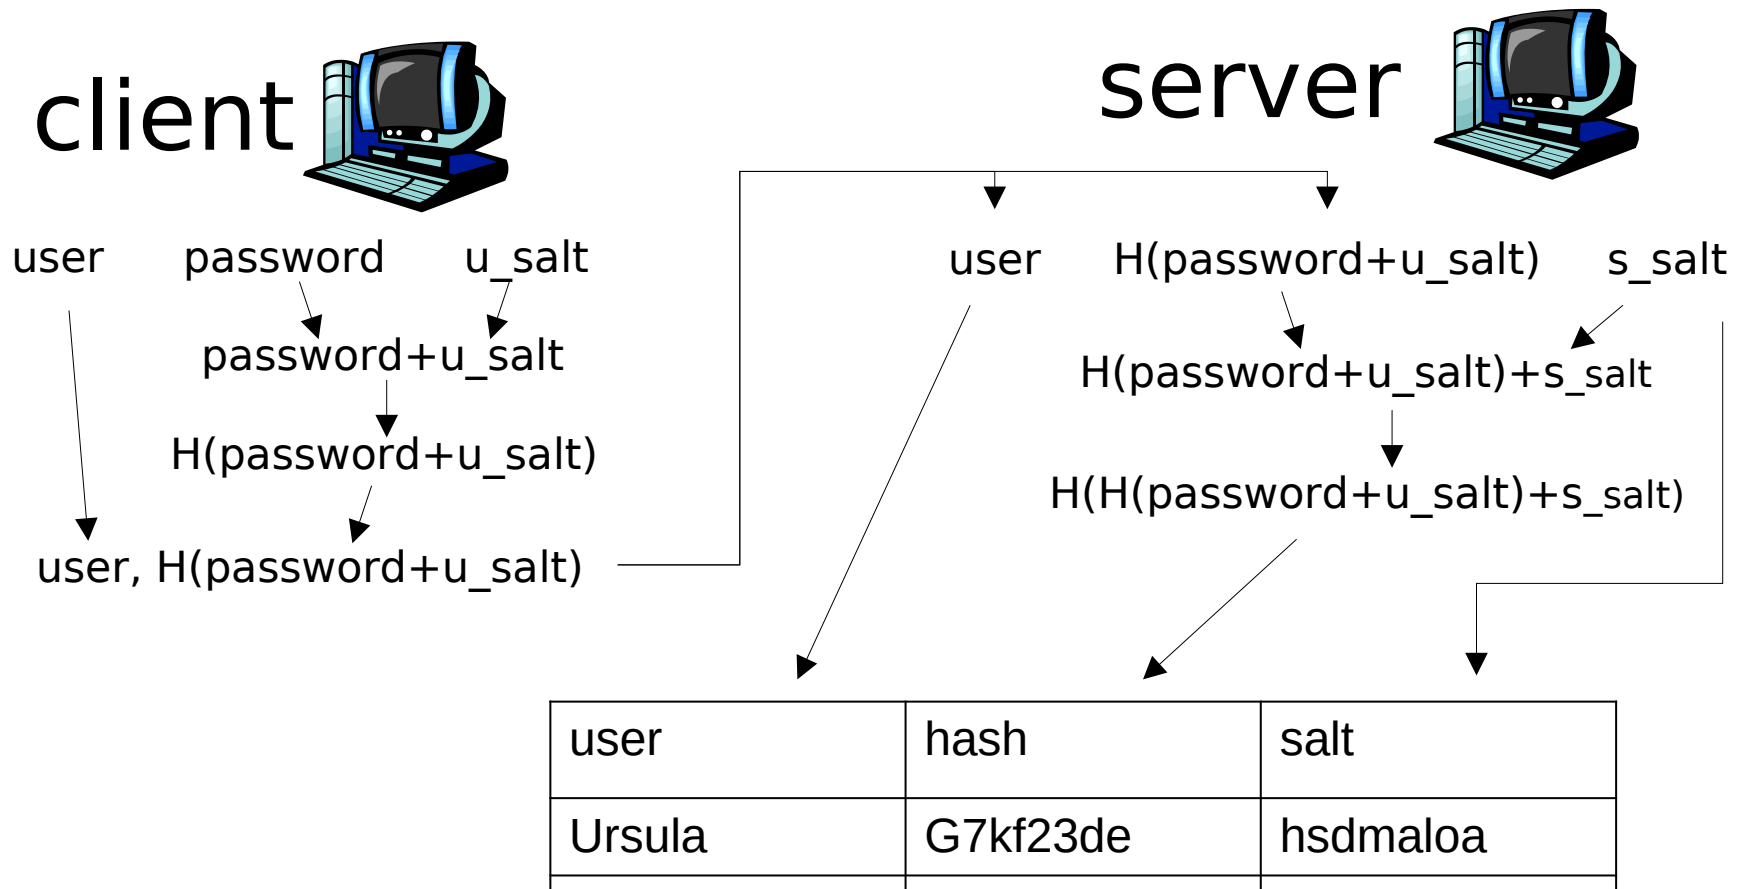 client
server
user password u_salt
password+u_salt
H(password+u_salt)
user, H(password+u_salt)
user H(password+u_salt) s_salt
H(password+u_salt)+s_salt
H(H(password+u_salt)+s_salt)
user hash salt
Ursula G7kf23de hsdmaloa